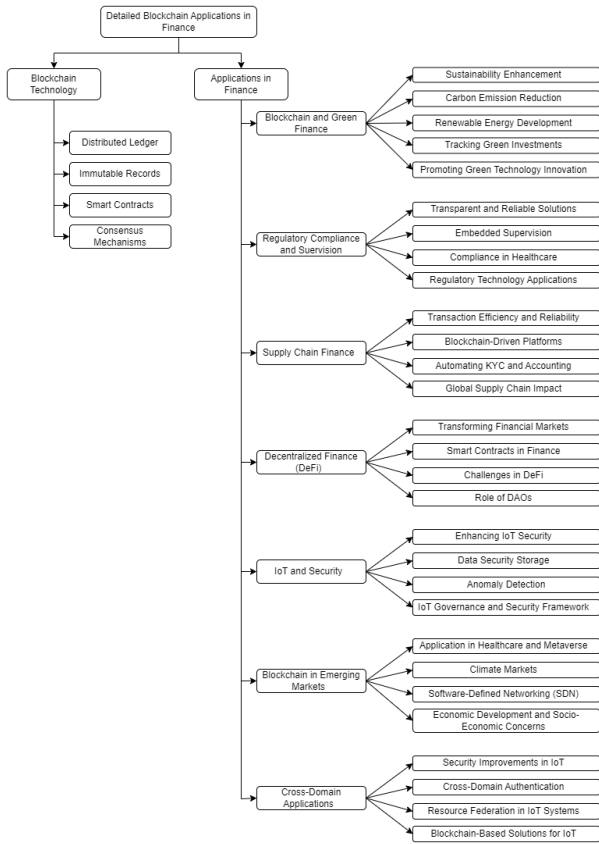 Detailed Blockchain Applications in
Finance
Blockchain
Technology
Applications in
Finance
Distributed Ledger
Immutable Records
Smart Contracts
Consensus
Mechanisms
Blockchain and Green
Finance
Sustainability Enhancement
Carbon Emission Reduction
Renewable Energy Development
Tracking Green Investments
Promoting Green Technology Innovation
Regulatory Compliance
and Suervision
Transparent and Reliable Solutions
Embedded Supervision
Compliance in Healthcare
Regulatory Technology Applications
Supply Chain Finance
Transaction Efficiency and Reliability
Blockchain-Driven Platforms
Automating KYC and Accounting
Global Supply Chain Impact
Decentralized Finance
(DeFi)
Transforming Financial Markets
Smart Contracts in Finance
Challenges in DeFi
Role of DAOs
IoT and Security
Enhancing IoT Security
Data Security Storage
Anomaly Detection
IoT Governance and Security Framework
Blockchain in Emerging
Markets
Application in Healthcare and Metaverse
Climate Markets
Software-Defined Networking (SDN)
Economic Development and Socio-
Economic Concerns
Cross-Domain
Applications
Security Improvements in IoT
Cross-Domain Authentication
Resource Federation in IoT Systems
Blockchain-Based Solutions for IoT